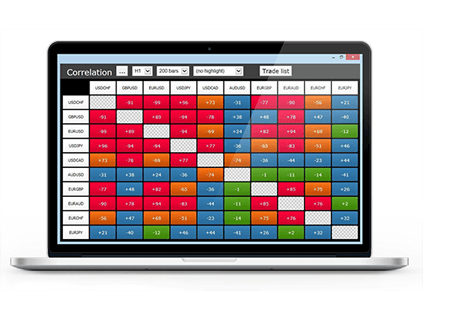 Correlation ... H1 200 bars (no highlight) Trade list
USDCHF GBPUSD EURUSD USDJPY USDCAD AUDUSD EURGBP EURAUD EURCHF EURJPY
USDCHF -91 -99 +96 +73 -31 -77 -90 -56 +21
GBPUSD -91 +89 -94 -78 +38 +48 +78 +47 -40
EURUSD -99 +89 -94 -69 +24 +82 +94 +68 -12
USDJPY +96 -94 -94 +77 -36 -65 -83 -51 +46
USDCAD +73 -78 -69 +77 -74 -36 -44 -23 +44
AUDUSD -31 +38 +24 -36 -74 -1 -11 -14 -41
EURGBP -77 +48 +82 -65 -36 -1 +85 +75 +26
EURAUD -90 +78 +94 -83 -44 -11 +85 +76 +2
EURCHF -56 +47 +68 -51 -23 -14 +75 +76 +32
EURJPY +21 -40 -12 +46 +44 -41 +26 +2 +32